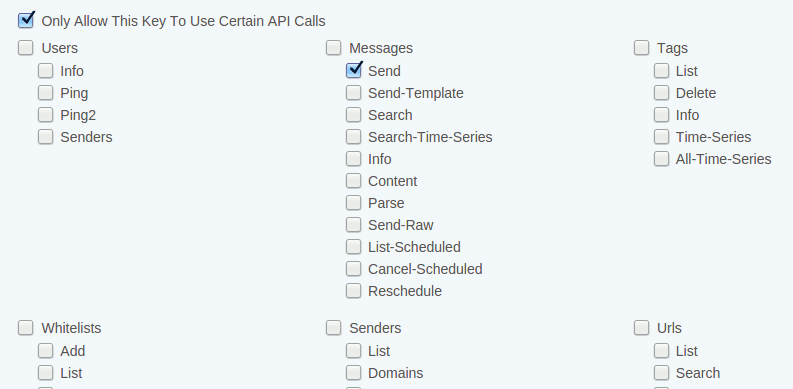 Only Allow This Key To Use Certain API Calls
Users
Info
Ping
Ping2
Senders
Messages
Send
Send-Template
Search
Search-Time-Series
Info
Content
Parse
Send-Raw
List-Scheduled
Cancel-Scheduled
Reschedule
Tags
List
Delete
Info
Time-Series
All-Time-Series
Whitelists
Add
List
Senders
List
Domains
Urls
List
Search